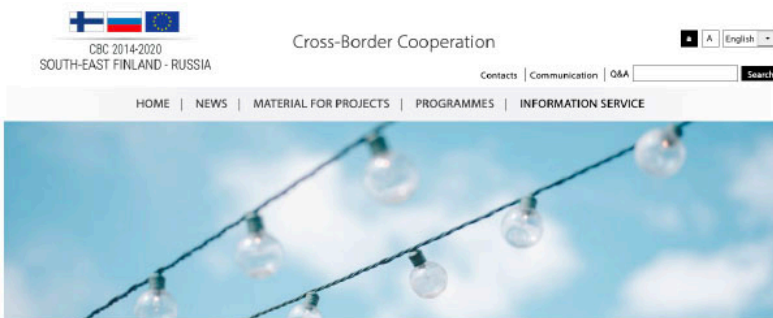 CBC 2014-2020
SOUTH-EAST FINLAND - RUSSIA
Cross-Border Cooperation
a A English
Contacts | Communication | Q&A Search
HOME | NEWS | MATERIAL FOR PROJECTS | PROGRAMMES | INFORMATION SERVICE